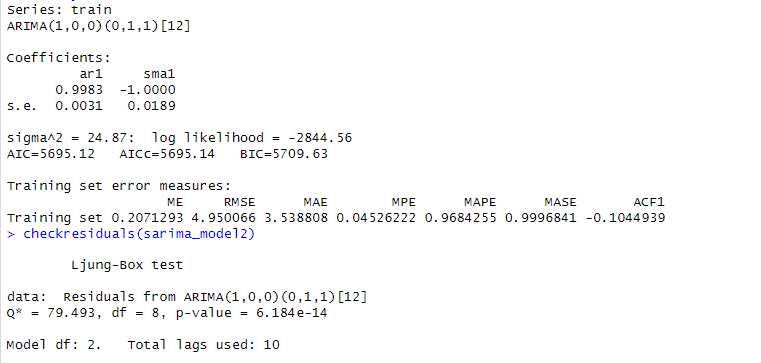 Series: train
ARIMA(1,0,0)(0,1,1)[12]
Coefficients:
ar1 sma1
0.9983 -1.0000
s.e. 0.0031 0.0189
sigma^2 = 24.87: log likelihood = -2844.56
AIC=5695.12 AICc=5695.14 BIC=5709.63
Training set error measures:
ME RMSE MAE MPE MAPE MASE ACF1
Training set 0.2071293 4.950066 3.538808 0.04526222 0.9684255 0.9996841 -0.1044939
> checkresiduals(sarima_model2)
Ljung-Box test
data: Residuals from ARIMA(1,0,0)(0,1,1)[12]
Q* = 79.493, df = 8, p-value = 6.184e-14
Model df: 2. Total lags used: 10